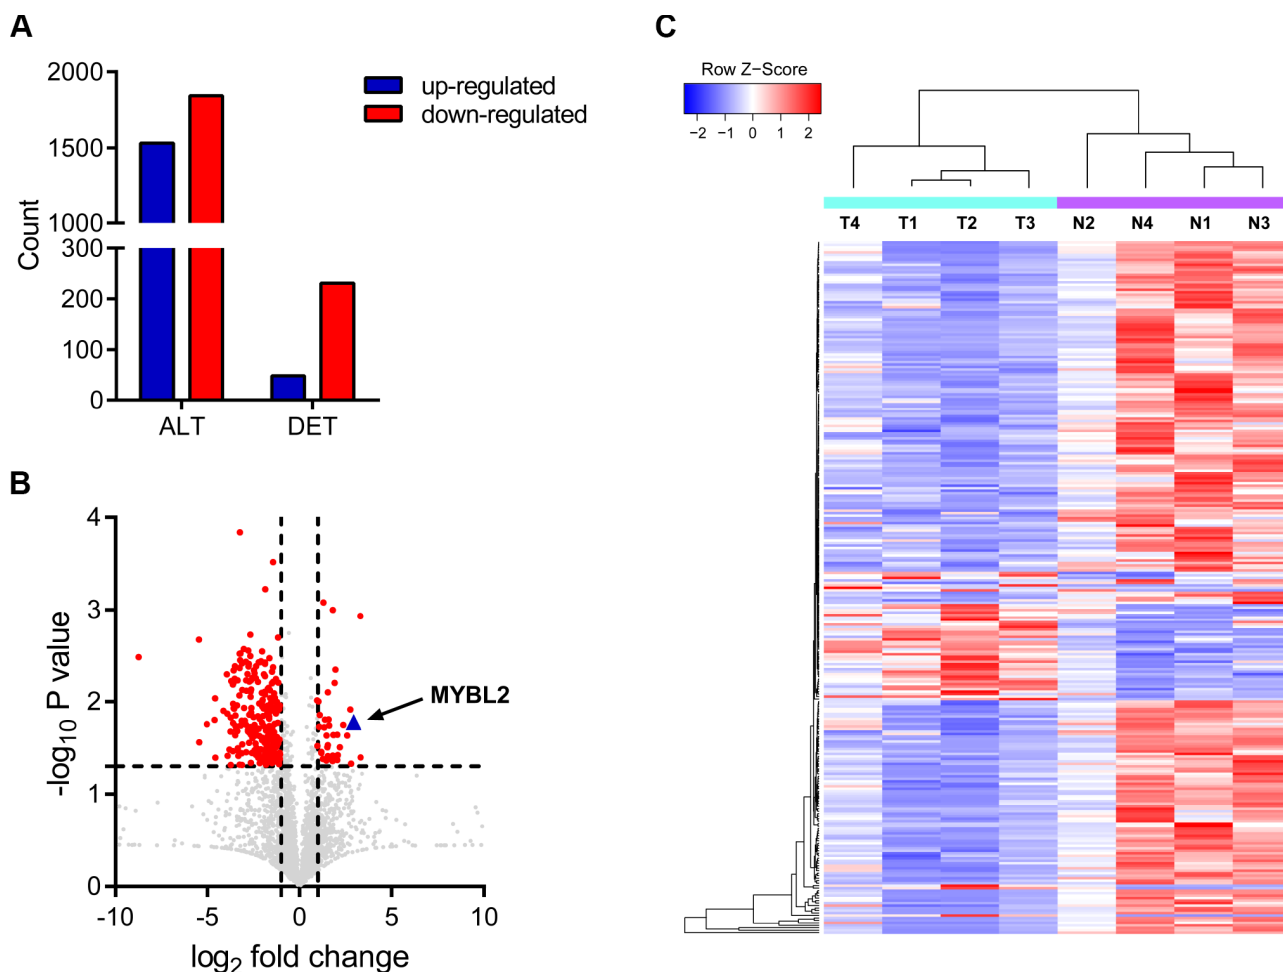 A
2000
1500
1000
300
200
100
0
Count
ALT
DET
up-regulated
down-regulated
B
4
3
2
1
0
-log10 P value
-10
-5
0
5
10
log2 fold change
MYBL2
C
Row Z-Score
-2 -1 0 1 2
T4 T1 T2 T3 N2 N4 N1 N3